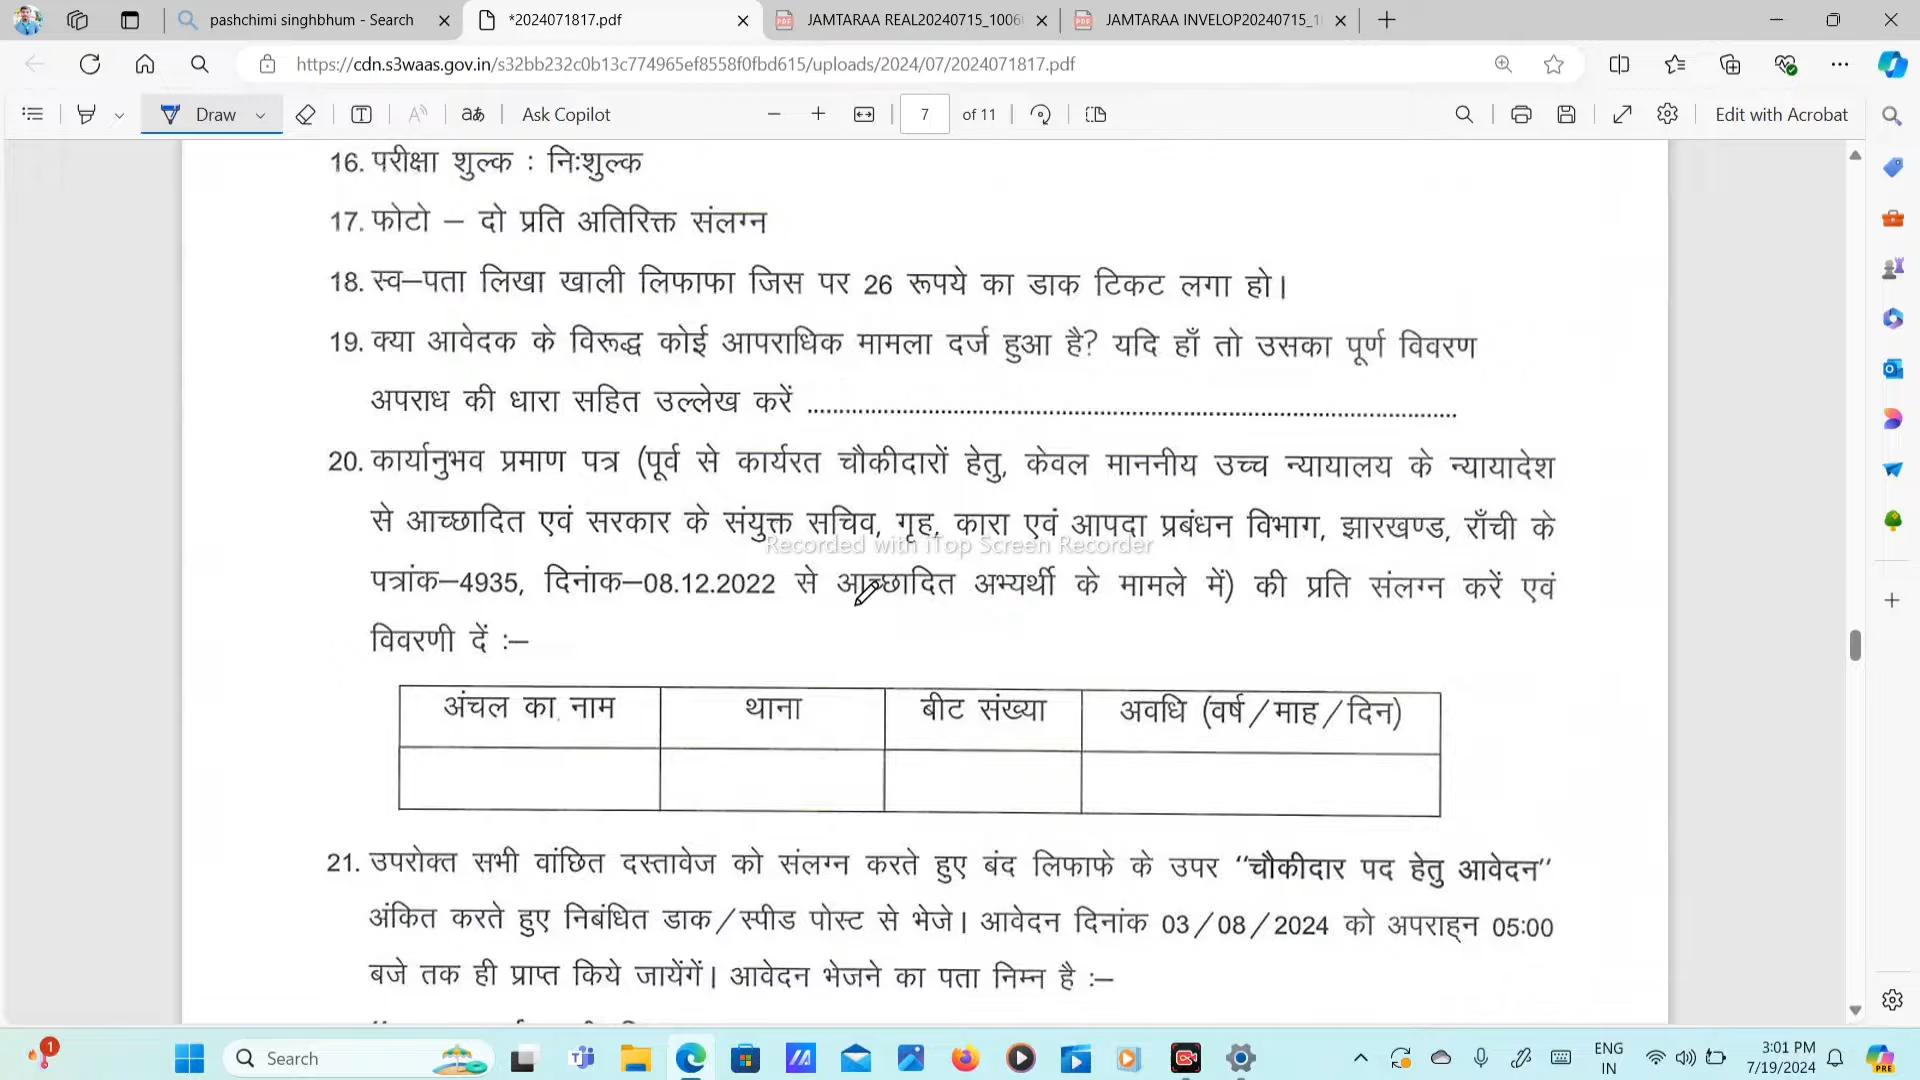 pashchimi singhbhum - Search
*2024071817.pdf
JAMTARAA REAL20240715_1006
JAMTARAA INVELOP20240715_1
https://cdn.s3waas.gov.in/s32bb232c0b13c774965ef8558f0fbd615/uploads/2024/07/2024071817.pdf
Draw
Ask Copilot
7 of 11
Edit with Acrobat
16. परीक्षा शुल्क : निःशुल्क
17. फोटो – दो प्रति अतिरिक्त संलग्न
18. स्व–पता लिखा खाली लिफाफा जिस पर 26 रूपये का डाक टिकट लगा हो।
19. क्या आवेदक के विरूद्ध कोई आपराधिक मामला दर्ज हुआ है? यदि हाँ तो उसका पूर्ण विवरण
अपराध की धारा सहित उल्लेख करें ....................................................................................................
20. कार्यानुभव प्रमाण पत्र (पूर्व से कार्यरत चौकीदारों हेतु, केवल माननीय उच्च न्यायालय के न्यायादेश
से आच्छादित एवं सरकार के संयुक्त सचिव, गृह, कारा एवं आपदा प्रबंधन विभाग, झारखण्ड, राँची के
Recorded with iTop Screen Recorder
पत्रांक–4935, दिनांक–08.12.2022 से आच्छादित अभ्यर्थी के मामले में) की प्रति संलग्न करें एवं
विवरणी दें :–
अंचल का नाम थाना बीट संख्या अवधि (वर्ष/माह/दिन)
21. उपरोक्त सभी वांछित दस्तावेज को संलग्न करते हुए बंद लिफाफे के उपर “चौकीदार पद हेतु आवेदन”
अंकित करते हुए निबंधित डाक/स्पीड पोस्ट से भेजे। आवेदन दिनांक 03/08/2024 को अपराह्न 05:00
बजे तक ही प्राप्त किये जायेंगें। आवेदन भेजने का पता निम्न है :–
1
Search
ENG
IN
3:01 PM
7/19/2024
PRE